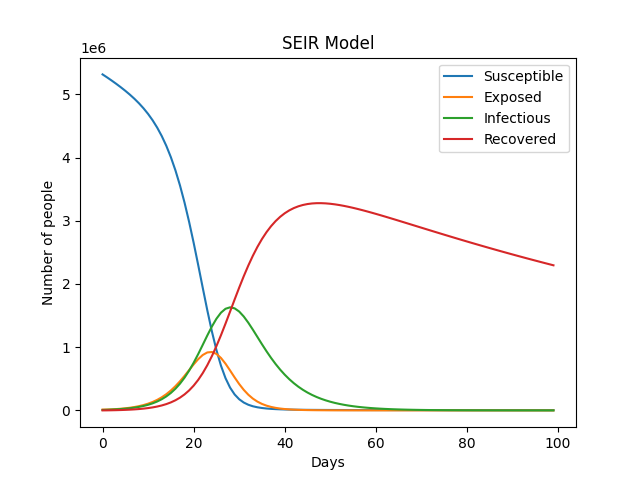 SEIR Model
1e6
Susceptible
Exposed
Infectious
Recovered
Number of people
5
4
3
2
1
0
0 20 40 60 80 100
Days